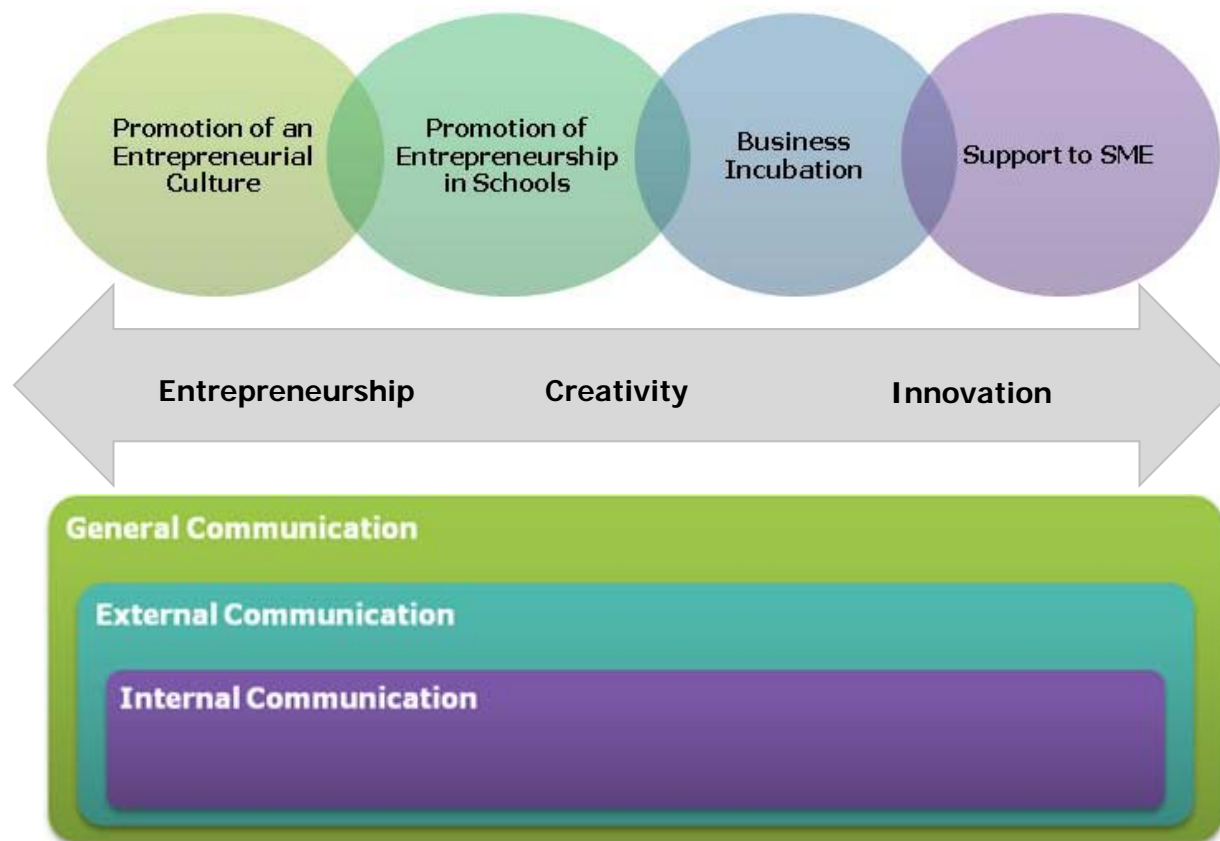 Promotion of an
Entrepreneurial
Culture
Promotion of
Entrepreneurship
in Schools
Business
Incubation
Support to SME
Entrepreneurship Creativity Innovation
General Communication
External Communication
Internal Communication